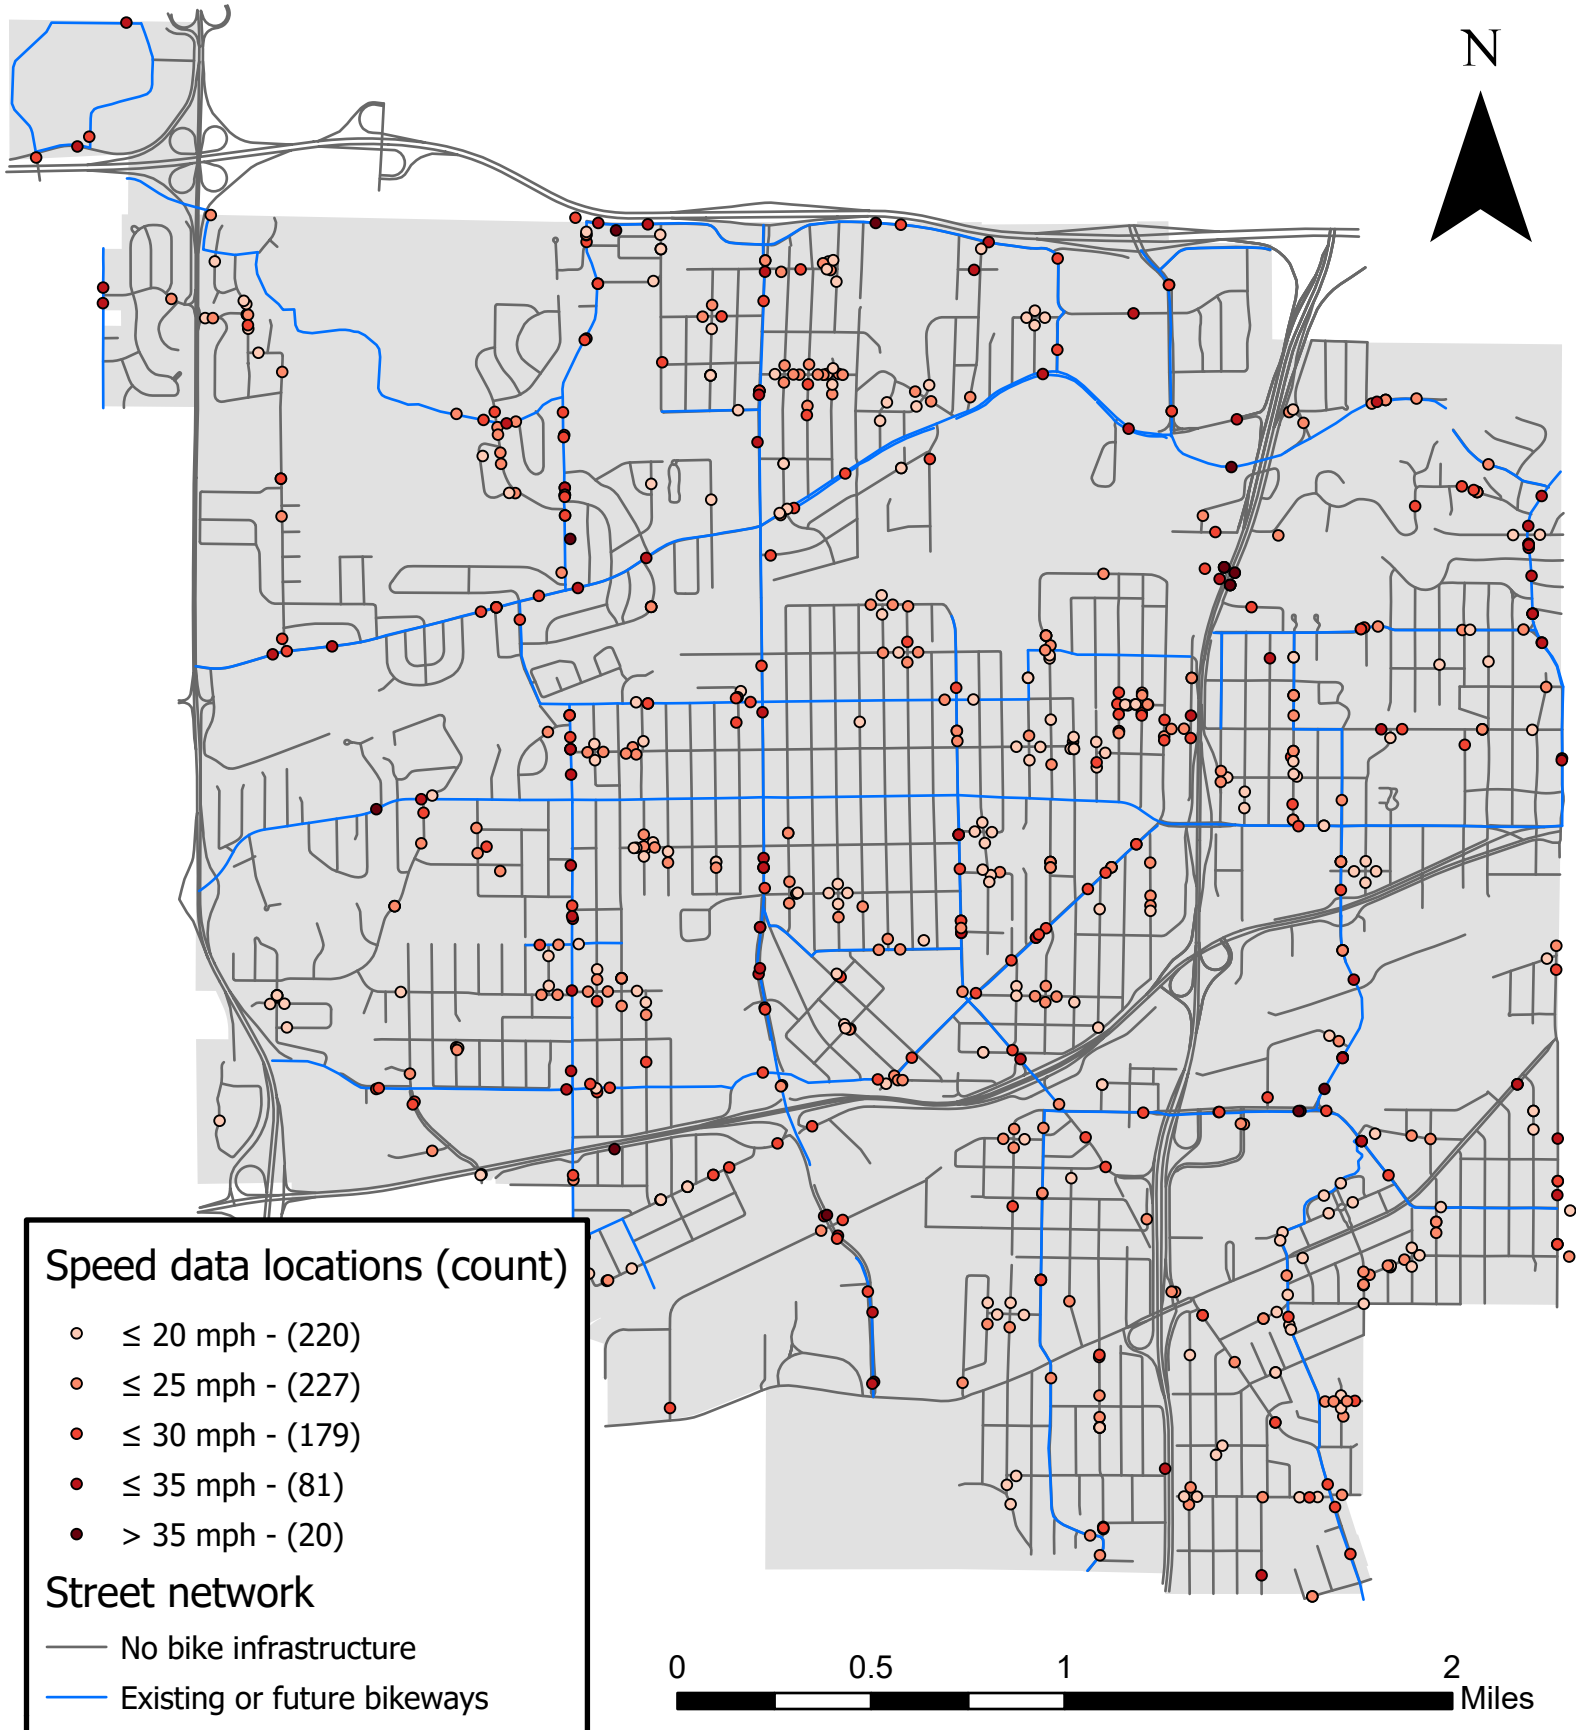 N
Speed data locations (count)
≤ 20 mph - (220)
≤ 25 mph - (227)
≤ 30 mph - (179)
≤ 35 mph - (81)
> 35 mph - (20)
Street network
No bike infrastructure
Existing or future bikeways
0 0.5 1 2
Miles